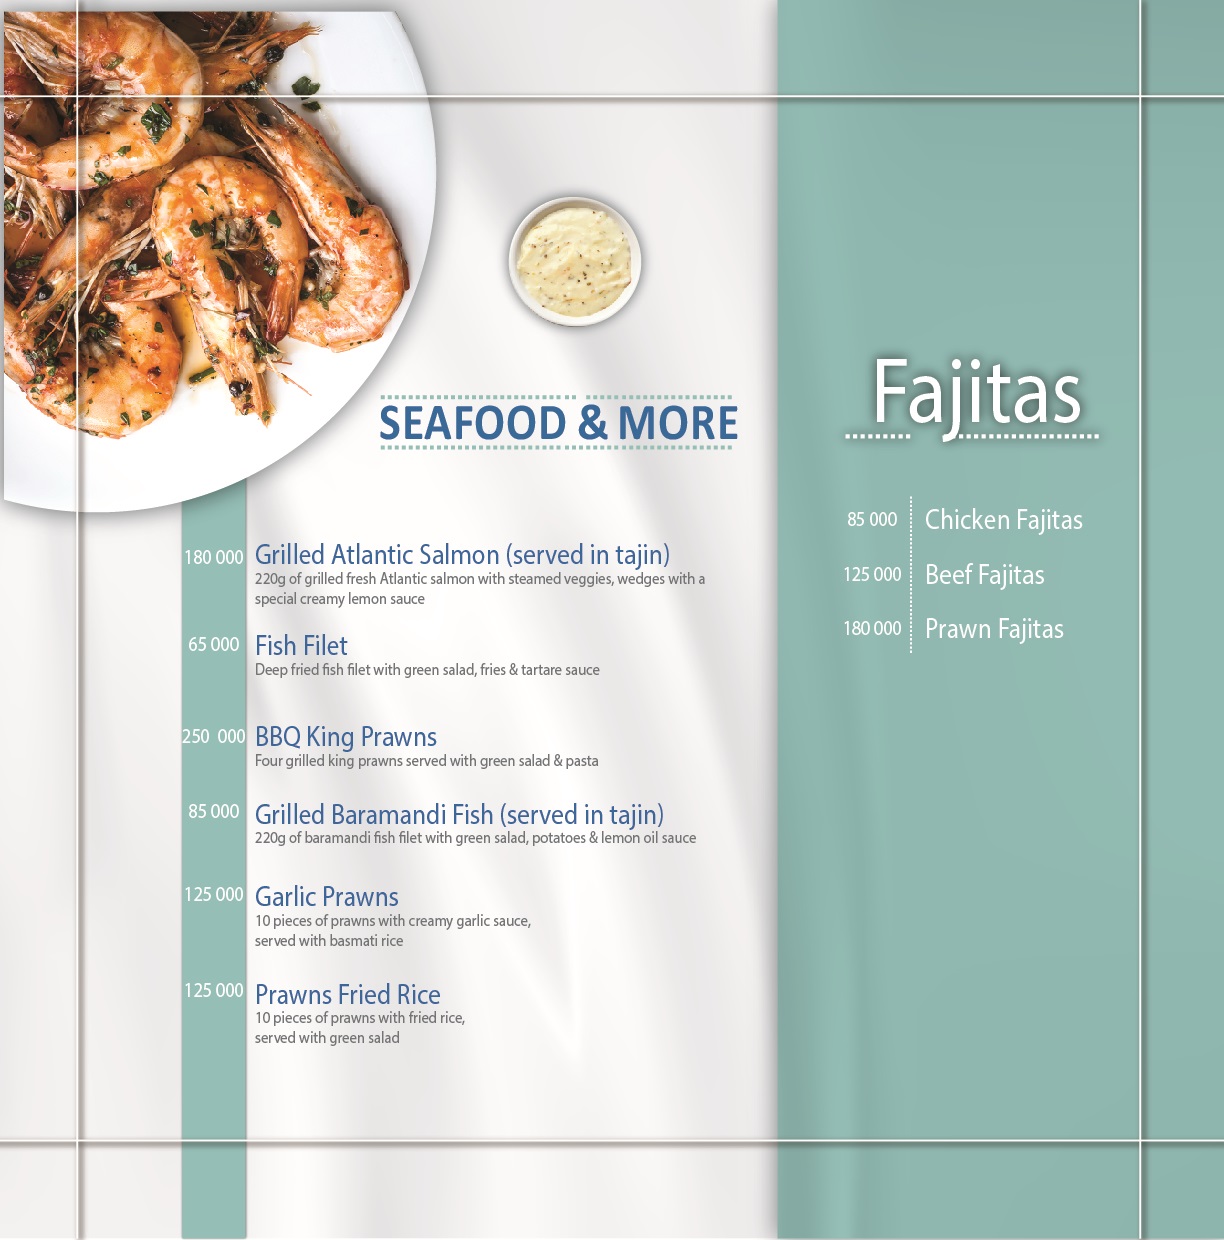 SEAFOOD & MORE
180 000 Grilled Atlantic Salmon (served in tajin)
220g of grilled fresh Atlantic salmon with steamed veggies, wedges with a
special creamy lemon sauce
65 000 Fish Filet
Deep fried fish filet with green salad, fries & tartare sauce
250 000 BBQ King Prawns
Four grilled king prawns served with green salad & pasta
85 000 Grilled Baramandi Fish (served in tajin)
220g of baramandi fish filet with green salad, potatoes & lemon oil sauce
125 000 Garlic Prawns
10 pieces of prawns with creamy garlic sauce,
served with basmati rice
125 000 Prawns Fried Rice
10 pieces of prawns with fried rice,
served with green salad
Fajitas
85 000 Chicken Fajitas
125 000 Beef Fajitas
180 000 Prawn Fajitas